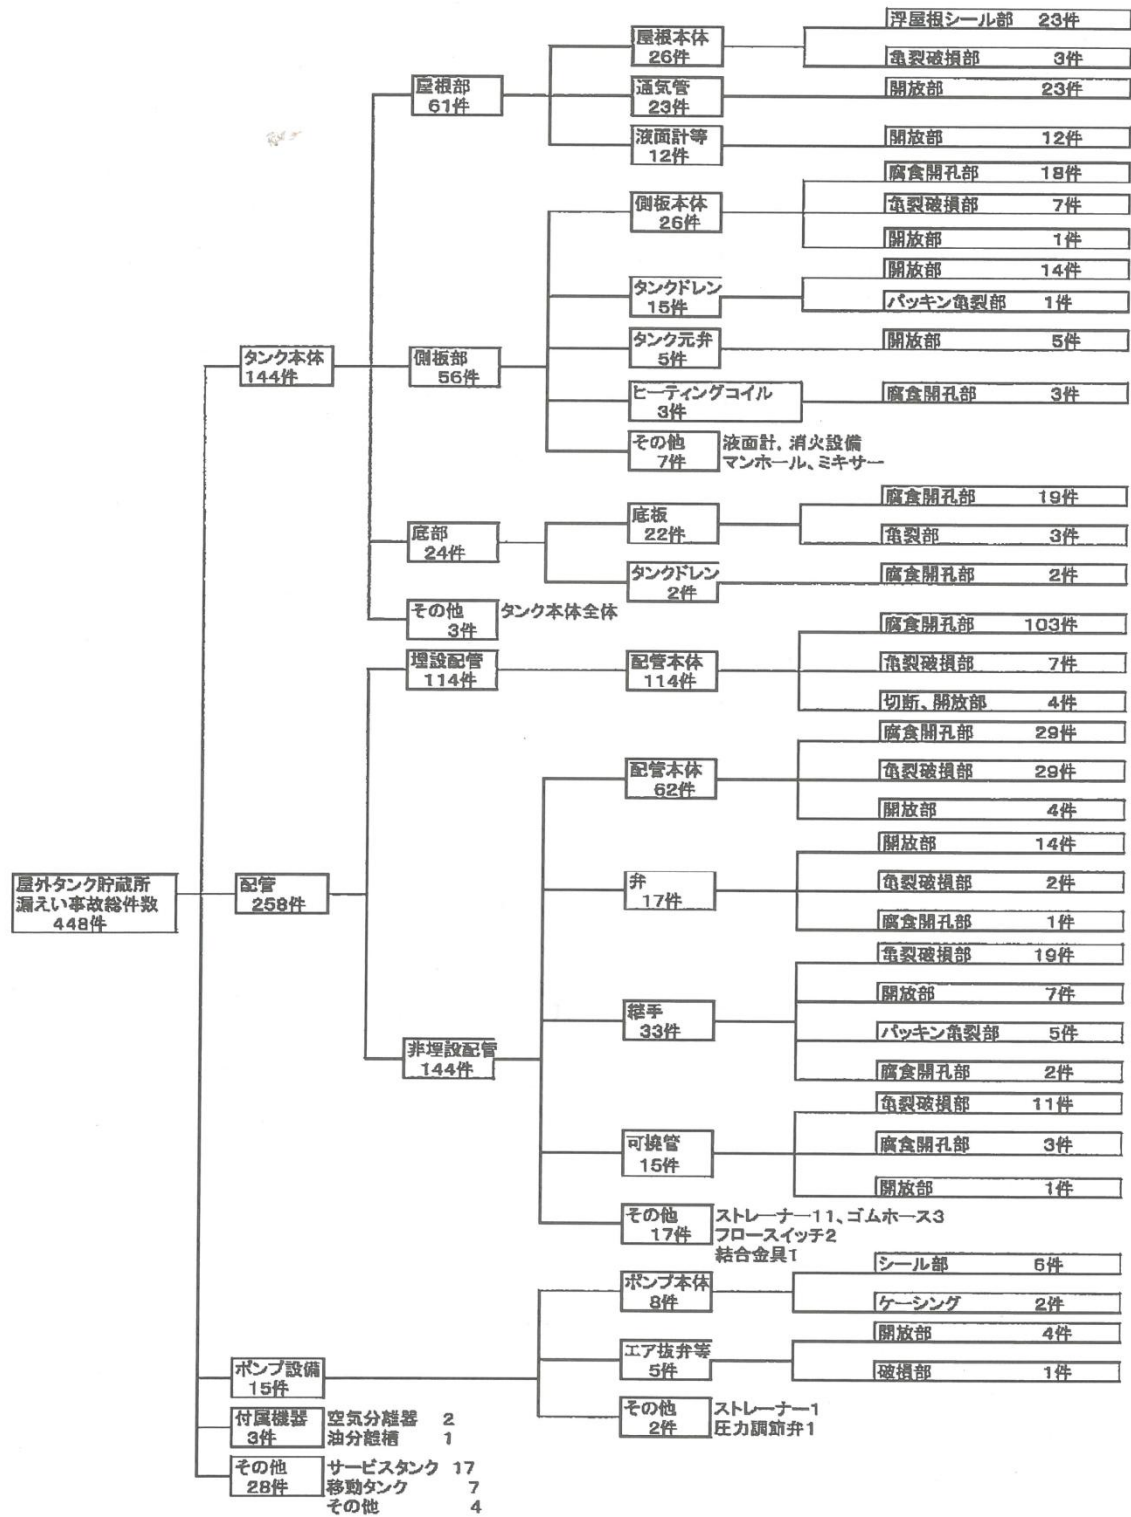 屋外タンク貯蔵所
漏えい事故総件数
448件
タンク本体
144件
屋根部
61件
屋根本体
26件
浮屋根シール部 23件
亀裂破損部 3件
通気管
23件
開放部 23件
液面計等
12件
開放部 12件
側板部
56件
側板本体
26件
腐食開孔部 18件
亀裂破損部 7件
開放部 1件
タンクドレン
15件
開放部 14件
パッキン亀裂部 1件
タンク元弁
5件
開放部 5件
ヒーティングコイル
3件
腐食開孔部 3件
その他
7件
液面計, 消火設備
マンホール、ミキサー
底部
24件
底板
22件
腐食開孔部 19件
亀裂部 3件
タンクドレン
2件
腐食開孔部 2件
その他
3件
タンク本体全体
配管
258件
埋設配管
114件
配管本体
114件
腐食開孔部 103件
亀裂破損部 7件
切断、開放部 4件
非埋設配管
144件
配管本体
62件
腐食開孔部 29件
亀裂破損部 29件
開放部 4件
弁
17件
開放部 14件
亀裂破損部 2件
腐食開孔部 1件
継手
33件
亀裂破損部 19件
開放部 7件
パッキン亀裂部 5件
腐食開孔部 2件
可撓管
15件
亀裂破損部 11件
腐食開孔部 3件
開放部 1件
その他
17件
ストレーナー11、ゴムホース3
フロースイッチ2
結合金具1
ポンプ設備
15件
ポンプ本体
8件
シール部 6件
ケーシング 2件
エア抜弁等
5件
開放部 4件
破損部 1件
その他
2件
ストレーナー1
圧力調節弁1
付属機器
3件
空気分離器 2
油分離槽 1
その他
28件
サービスタンク 17
移動タンク 7
その他 4